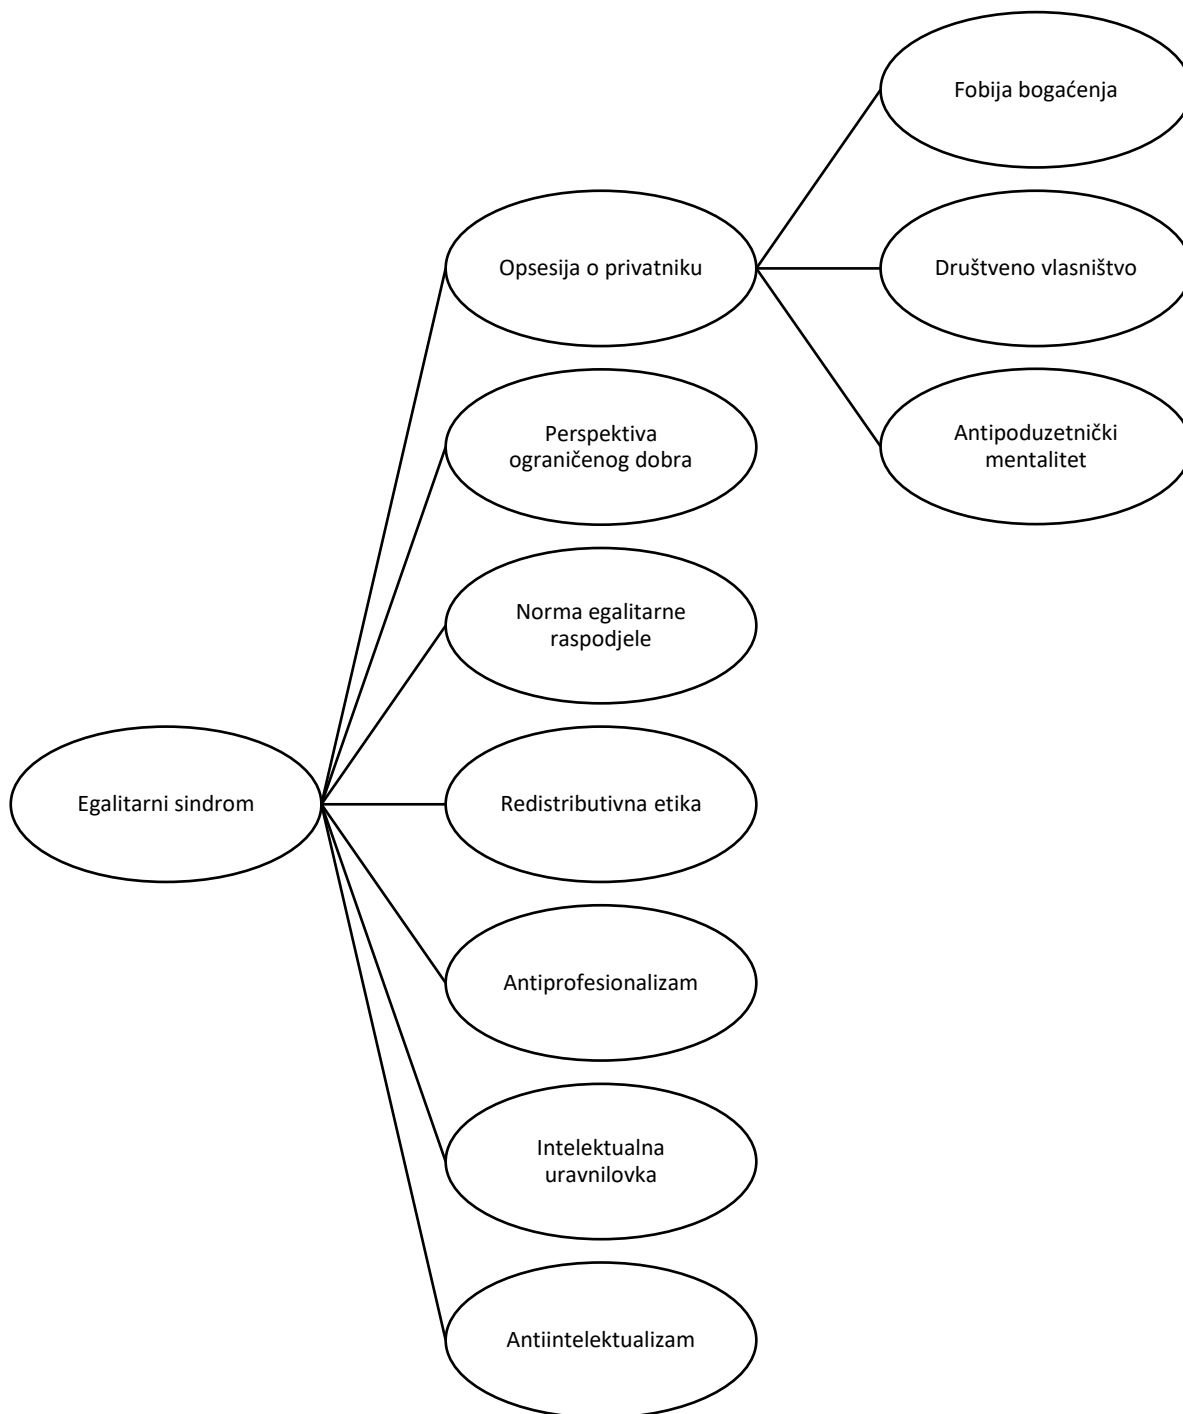 Fobija bogaćenja
Opsesija o privatniku
Društveno vlasništvo
Perspektiva
ograničenog dobra
Antipoduzetnički
mentalitet
Norma egalitarne
raspodjele
Egalitarni sindrom
Redistributivna etika
Antiprofesionalizam
Intelektualna
uravnilovka
Antiintelektualizam